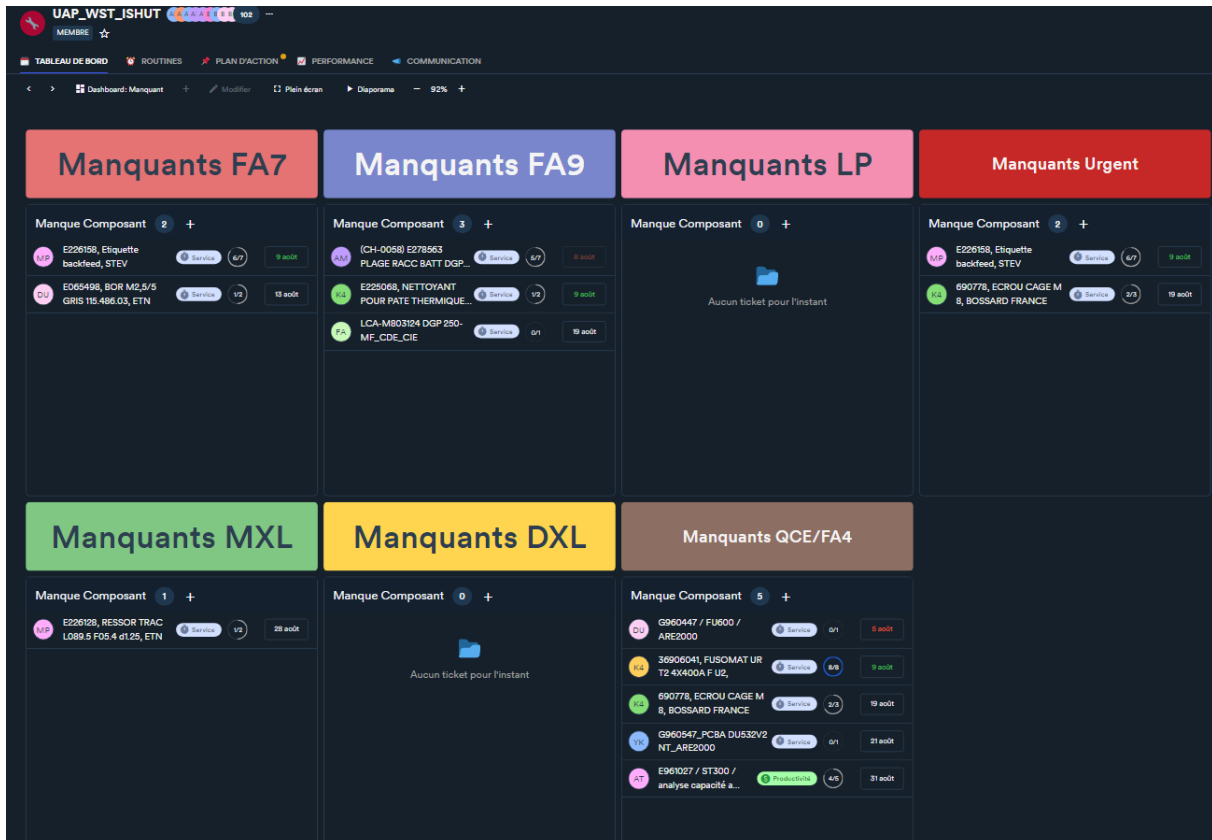 UAP_WST_ISHUT 102
MEMBRE
TABLEAU DE BORD ROUTINES PLAN D'ACTION PERFORMANCE COMMUNICATION
Dashboard: Manquant + Modifier Plein écran Diaporama − 92% +
Manquants FA7
Manquants FA9
Manquants LP
Manquants Urgent
Manque Composant 2 +
MP E226158, Etiquette backfeed, STEV Service 6/7 9 août
DU E065498, BOR M2,5/5 GRIS 115.486.03, ETN Service 1/2 13 août
Manque Composant 3 +
AM (CH-0058) E278563 PLAGE RACC BATT DGP... Service 5/7 8 août
K4 E225068, NETTOYANT POUR PATE THERMIQUE... Service 1/2 9 août
FA LCA-M803124 DGP 250-MF_CDE_CIE Service 0/1 19 août
Manque Composant 0 +
Aucun ticket pour l'instant
Manque Composant 2 +
MP E226158, Etiquette backfeed, STEV Service 6/7 9 août
K4 690778, ECROU CAGE M 8, BOSSARD FRANCE Service 2/3 19 août
Manquants MXL
Manquants DXL
Manquants QCE/FA4
Manque Composant 1 +
MP E226128, RESSOR TRAC L089.5 F05.4 d1.25, ETN Service 1/2 28 août
Manque Composant 0 +
Aucun ticket pour l'instant
Manque Composant 5 +
DU G960447 / FU600 / ARE2000 Service 0/1 5 août
K4 36906041, FUSOMAT UR T2 4X400A F U2, Service 8/8 9 août
K4 690778, ECROU CAGE M 8, BOSSARD FRANCE Service 2/3 19 août
YK G960547_PCBA DU532V2 NT_ARE2000 Service 0/1 21 août
AT E961027 / ST300 / analyse capacité a... Productivité 4/5 31 août